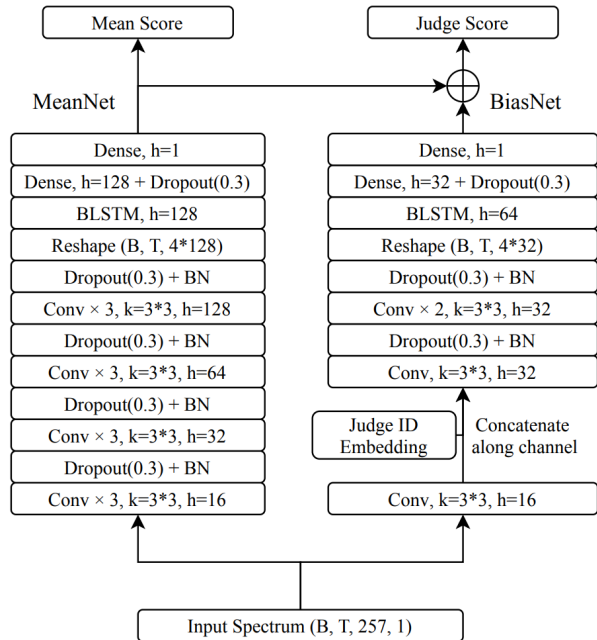 Mean Score
Judge Score
MeanNet
BiasNet
Dense, h=1
Dense, h=128 + Dropout(0.3)
BLSTM, h=128
Reshape (B, T, 4*128)
Dropout(0.3) + BN
Conv × 3, k=3*3, h=128
Dropout(0.3) + BN
Conv × 3, k=3*3, h=64
Dropout(0.3) + BN
Conv × 3, k=3*3, h=32
Dropout(0.3) + BN
Conv × 3, k=3*3, h=16
Dense, h=1
Dense, h=32 + Dropout(0.3)
BLSTM, h=64
Reshape (B, T, 4*32)
Dropout(0.3) + BN
Conv × 2, k=3*3, h=32
Dropout(0.3) + BN
Conv, k=3*3, h=32
Judge ID
Embedding
Concatenate
along channel
Conv, k=3*3, h=16
Input Spectrum (B, T, 257, 1)